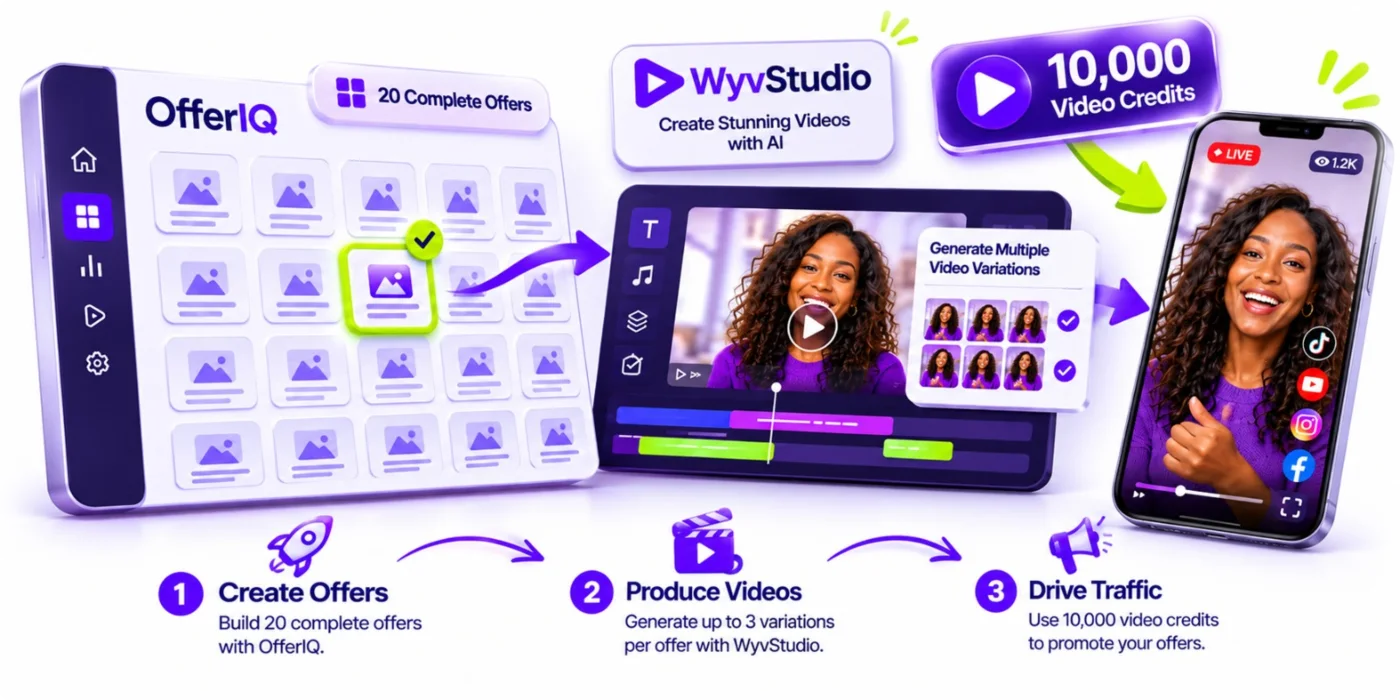 OfferIQ
20 Complete Offers
WyvStudio
Create Stunning Videos
with AI
10,000
Video Credits
LIVE
1.2K
T
Generate Multiple
Video Variations
1
Create Offers
Build 20 complete offers
with OfferIQ.
2
Produce Videos
Generate up to 3 variations
per offer with WyvStudio.
3
Drive Traffic
Use 10,000 video credits
to promote your offers.